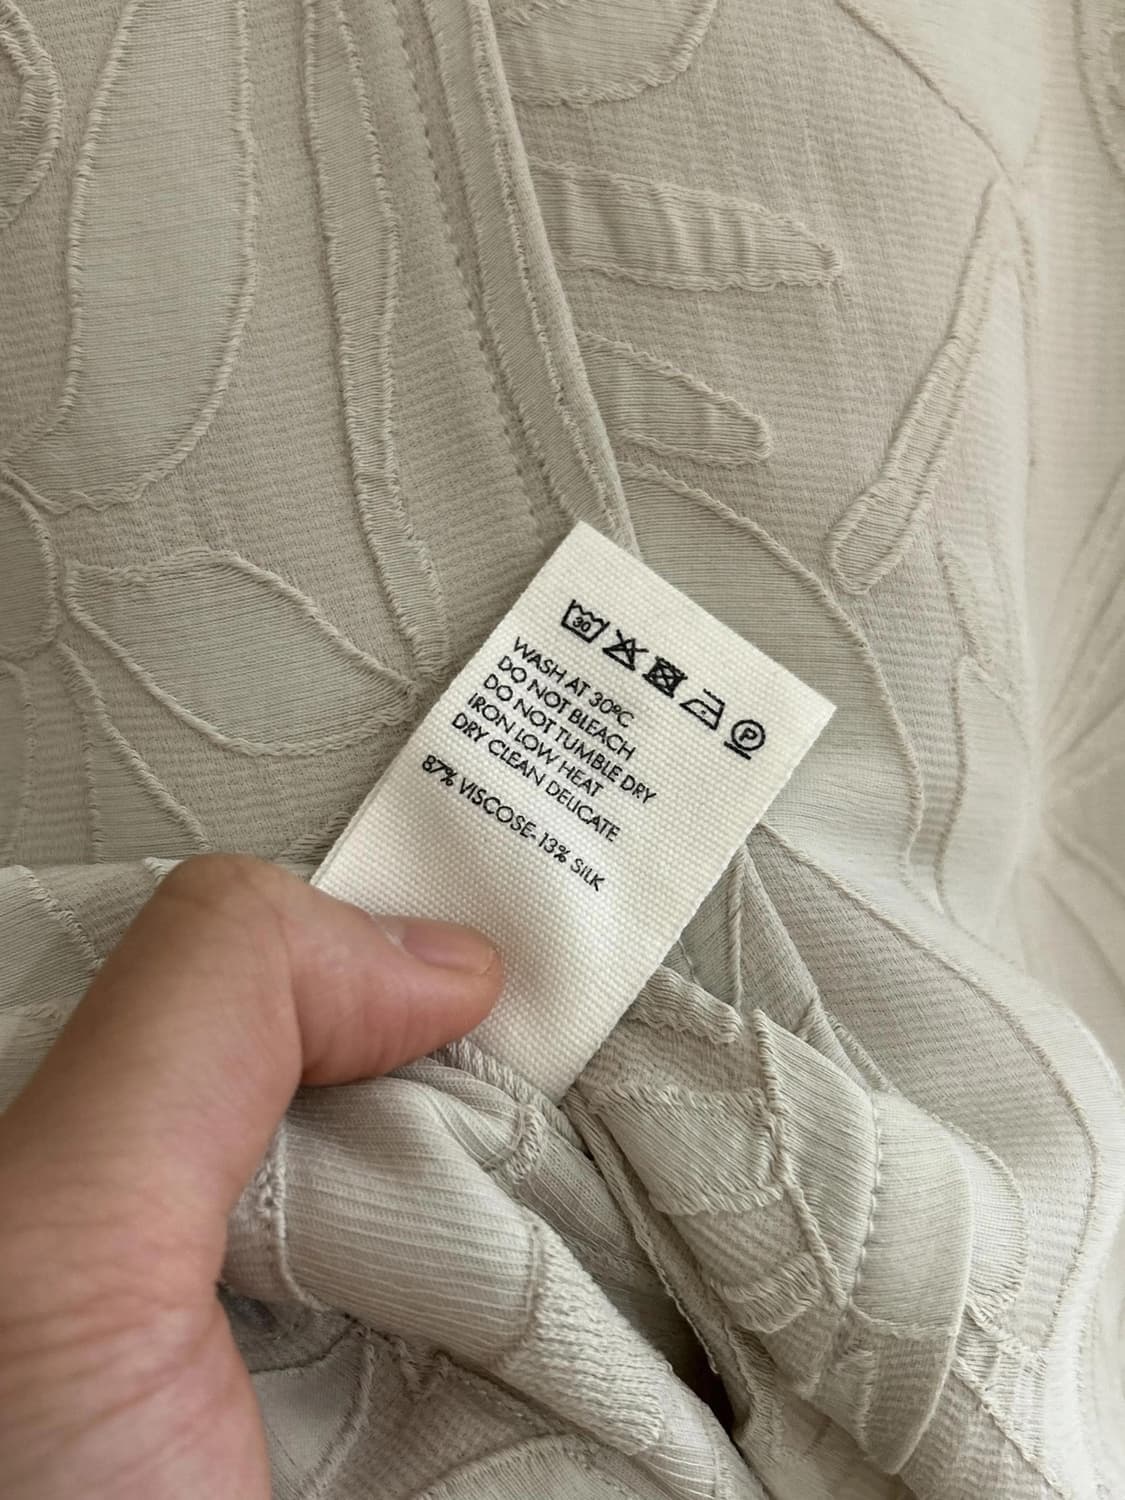 30
P
WASH AT 30ºC
DO NOT BLEACH
DO NOT TUMBLE DRY
IRON LOW HEAT
DRY CLEAN DELICATE
87% VISCOSE- 13% SILK